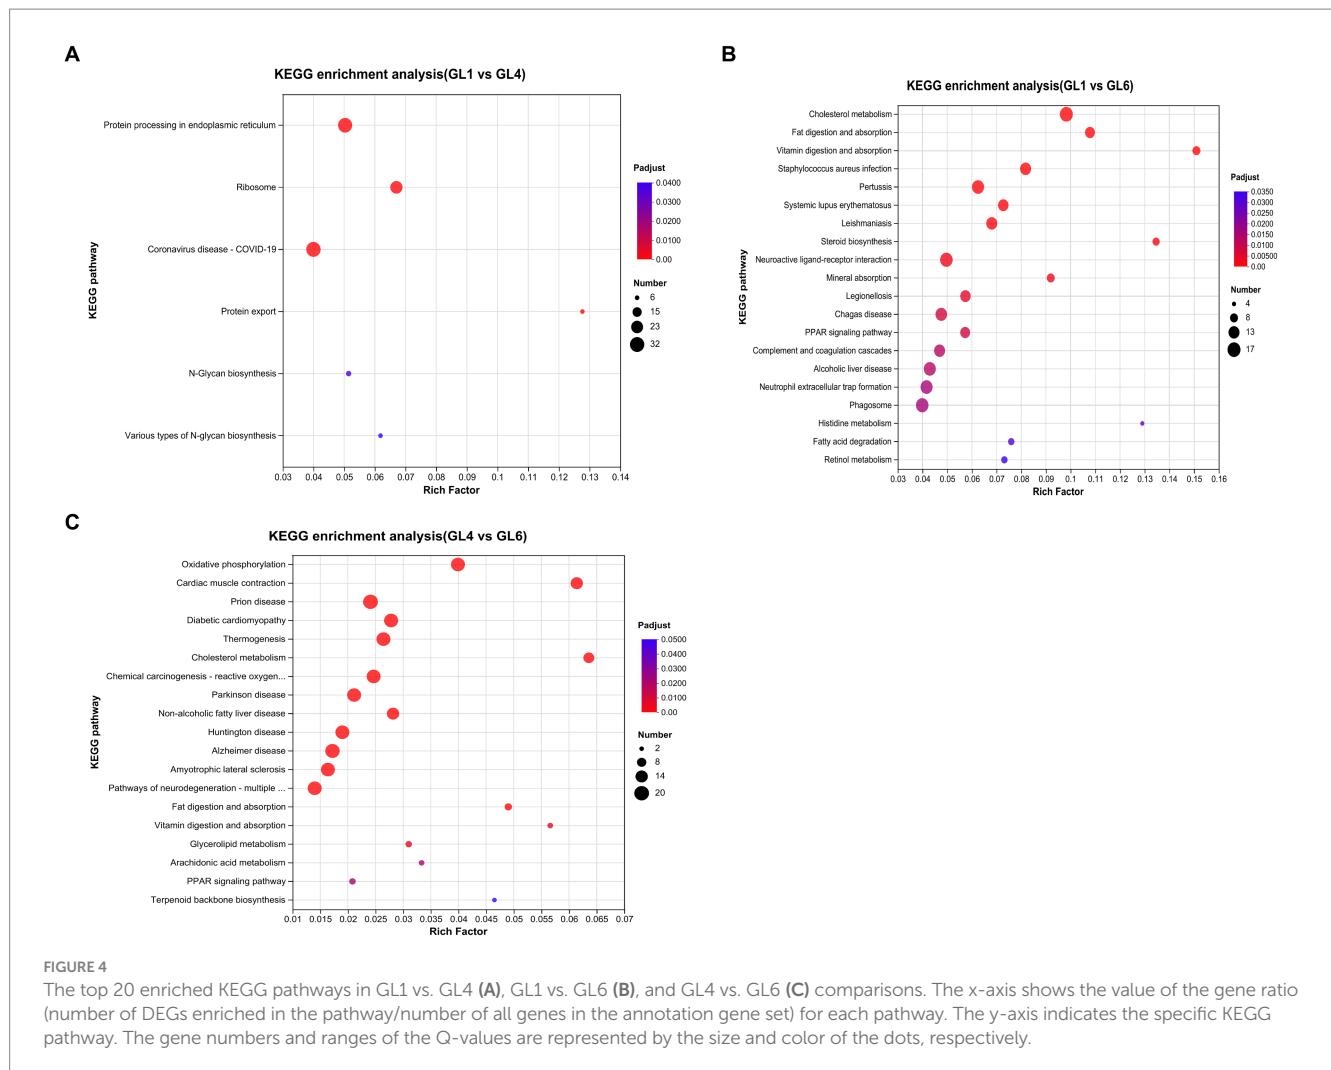 A
KEGG enrichment analysis(GL1 vs GL4)
KEGG pathway
Protein processing in endoplasmic reticulum
Ribosome
Coronavirus disease - COVID-19
Protein export
N-Glycan biosynthesis
Various types of N-glycan biosynthesis
0.03 0.04 0.05 0.06 0.07 0.08 0.09 0.1 0.11 0.12 0.13 0.14
Rich Factor
Padjust
0.0400
0.0300
0.0200
0.0100
0.00
Number
6
15
23
32
B
KEGG enrichment analysis(GL1 vs GL6)
KEGG pathway
Cholesterol metabolism
Fat digestion and absorption
Vitamin digestion and absorption
Staphylococcus aureus infection
Pertussis
Systemic lupus erythematosus
Leishmaniasis
Steroid biosynthesis
Neuroactive ligand-receptor interaction
Mineral absorption
Legionellosis
Chagas disease
PPAR signaling pathway
Complement and coagulation cascades
Alcoholic liver disease
Neutrophil extracellular trap formation
Phagosome
Histidine metabolism
Fatty acid degradation
Retinol metabolism
0.03 0.04 0.05 0.06 0.07 0.08 0.09 0.1 0.11 0.12 0.13 0.14 0.15 0.16
Rich Factor
Padjust
0.0350
0.0300
0.0250
0.0200
0.0150
0.0100
0.00500
0.00
Number
4
8
13
17
C
KEGG enrichment analysis(GL4 vs GL6)
KEGG pathway
Oxidative phosphorylation
Cardiac muscle contraction
Prion disease
Diabetic cardiomyopathy
Thermogenesis
Cholesterol metabolism
Chemical carcinogenesis - reactive oxygen...
Parkinson disease
Non-alcoholic fatty liver disease
Huntington disease
Alzheimer disease
Amyotrophic lateral sclerosis
Pathways of neurodegeneration - multiple ...
Fat digestion and absorption
Vitamin digestion and absorption
Glycerolipid metabolism
Arachidonic acid metabolism
PPAR signaling pathway
Terpenoid backbone biosynthesis
0.01 0.015 0.02 0.025 0.03 0.035 0.04 0.045 0.05 0.055 0.06 0.065 0.07
Rich Factor
Padjust
0.0500
0.0400
0.0300
0.0200
0.0100
0.00
Number
2
8
14
20
FIGURE 4
The top 20 enriched KEGG pathways in GL1 vs. GL4 (A), GL1 vs. GL6 (B), and GL4 vs. GL6 (C) comparisons. The x-axis shows the value of the gene ratio
(number of DEGs enriched in the pathway/number of all genes in the annotation gene set) for each pathway. The y-axis indicates the specific KEGG
pathway. The gene numbers and ranges of the Q-values are represented by the size and color of the dots, respectively.